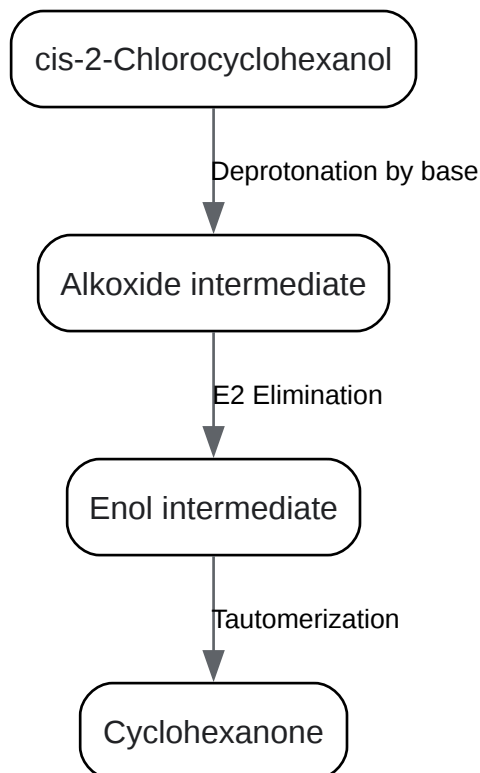 cis-2-Chlorocyclohexanol
Deprotonation by base
Alkoxide intermediate
E2 Elimination
Enol intermediate
Tautomerization
Cyclohexanone